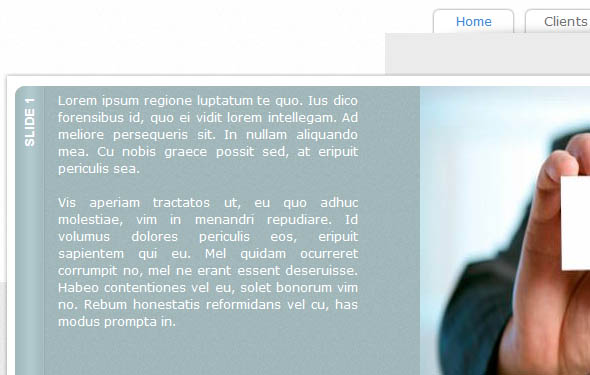 Home
Clients
SLIDE 1
Lorem ipsum regione luptatum te quo. Ius dico
forensibus id, quo ei vidit lorem intellegam. Ad
meliore persequeris sit. In nullam aliquando
mea. Cu nobis graece possit sed, at eripuit
periculis sea.
Vis aperiam tractatos ut, eu quo adhuc
molestiae, vim in menandri repudiare. Id
volumus dolores periculis eos, eripuit
sapientem qui eu. Mel quidam ocurreret
corrumpit no, mel ne erant essent deseruisse.
Habeo contentiones vel eu, solet bonorum vim
no. Rebum honestatis reformidans vel cu, has
modus prompta in.